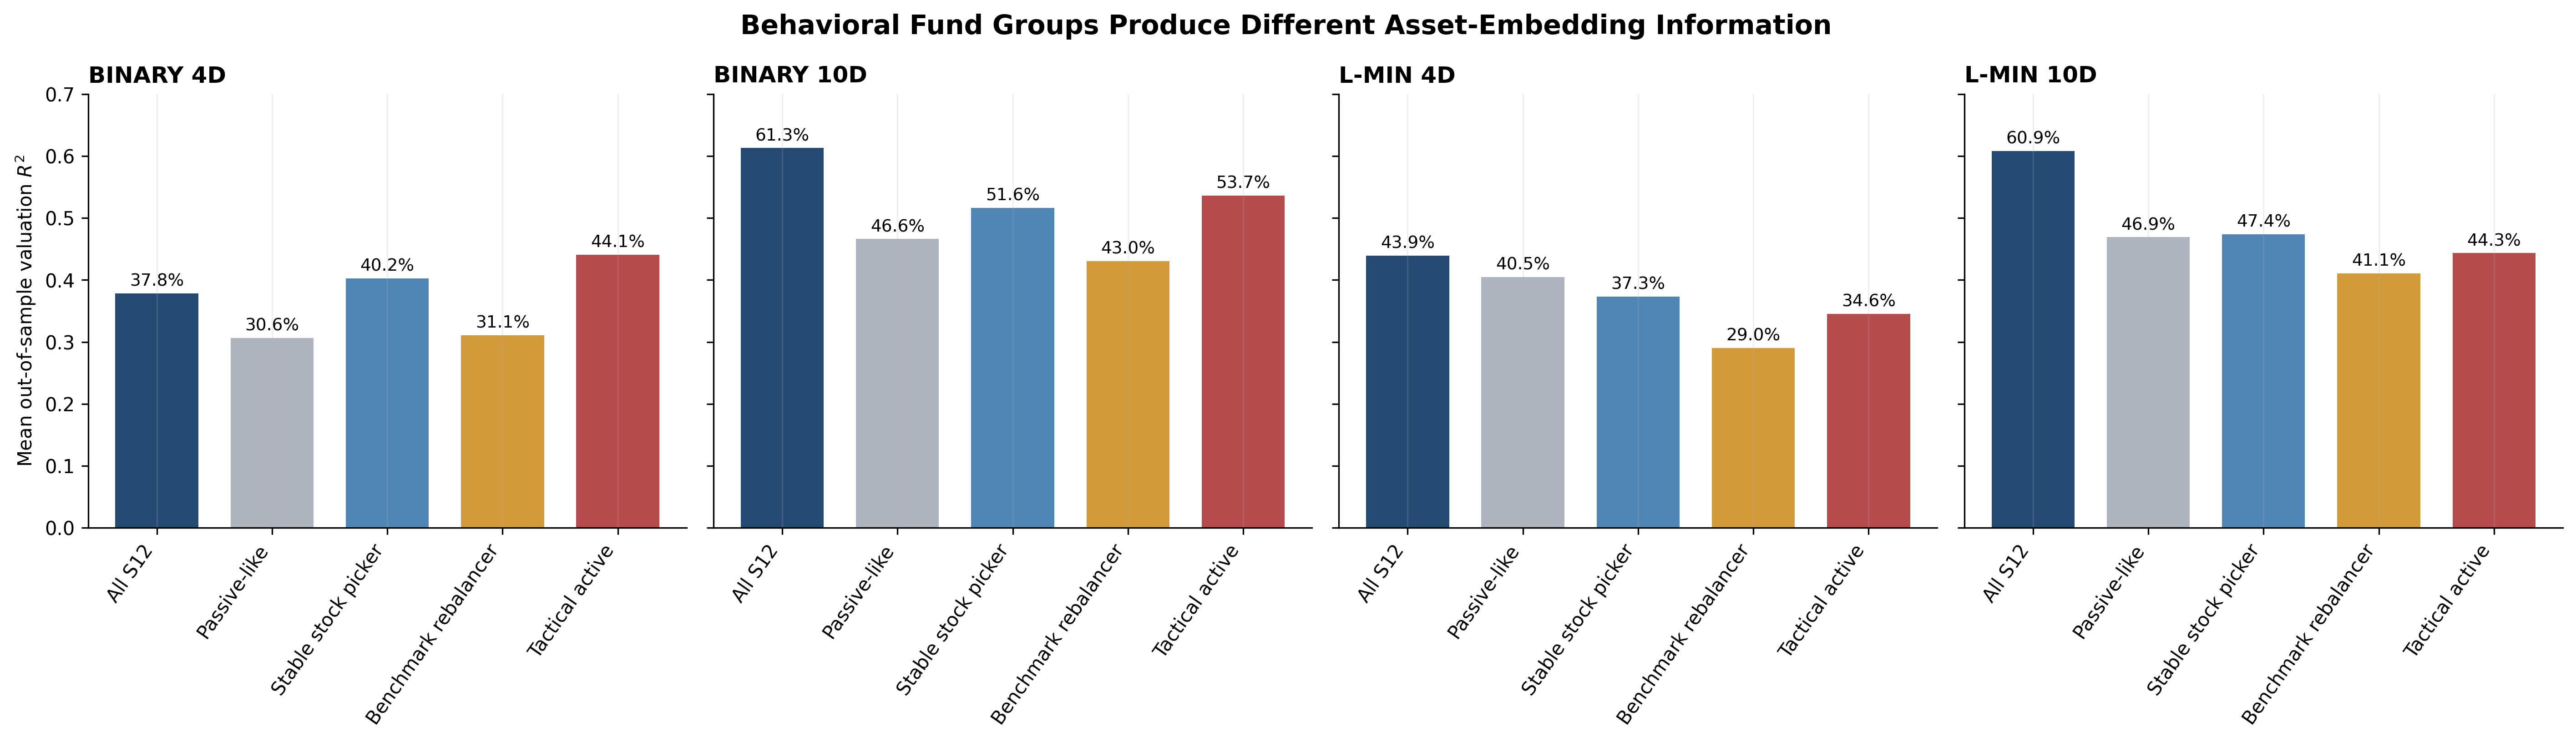 Behavioral Fund Groups Produce Different Asset-Embedding Information
BINARY 4D
Mean out-of-sample valuation R²
0.7
0.6
0.5
0.4
0.3
0.2
0.1
0.0
37.8%
30.6%
40.2%
31.1%
44.1%
All S12
Passive-like
Stable stock picker
Benchmark rebalancer
Tactical active
BINARY 10D
61.3%
46.6%
51.6%
43.0%
53.7%
All S12
Passive-like
Stable stock picker
Benchmark rebalancer
Tactical active
L-MIN 4D
43.9%
40.5%
37.3%
29.0%
34.6%
All S12
Passive-like
Stable stock picker
Benchmark rebalancer
Tactical active
L-MIN 10D
60.9%
46.9%
47.4%
41.1%
44.3%
All S12
Passive-like
Stable stock picker
Benchmark rebalancer
Tactical active